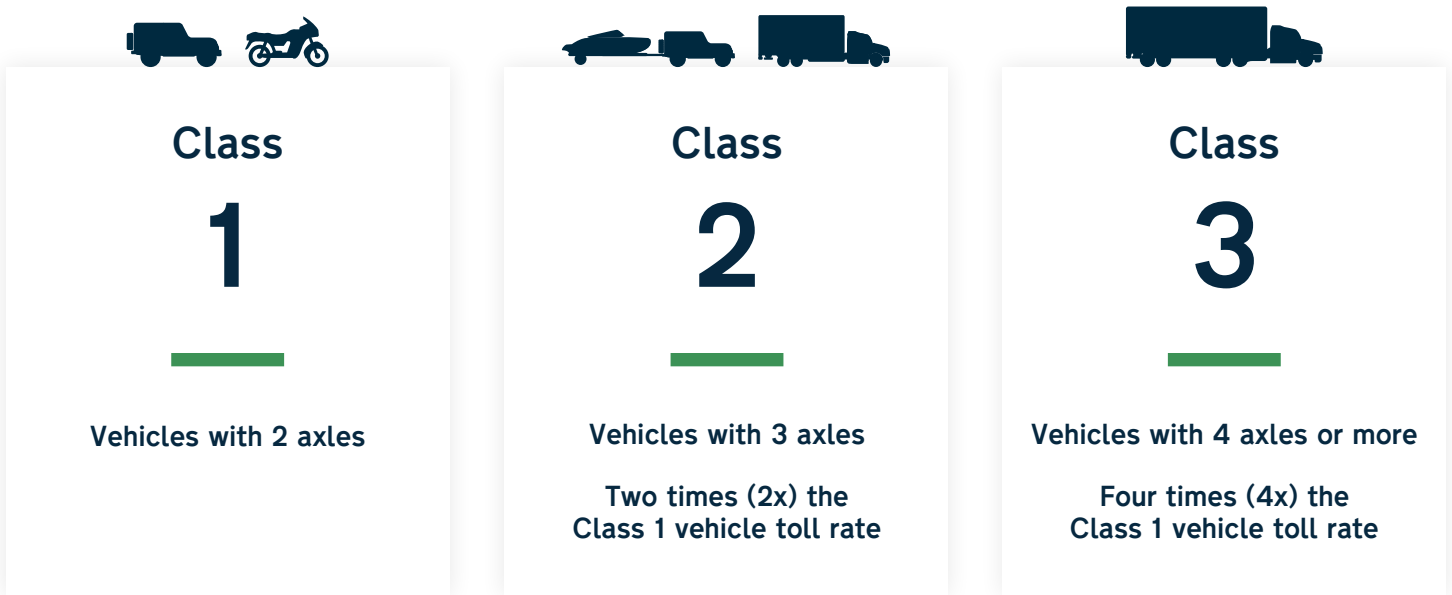 Class
1
Vehicles with 2 axles
Class
2
Vehicles with 3 axles
Two times (2x) the
Class 1 vehicle toll rate
Class
3
Vehicles with 4 axles or more
Four times (4x) the
Class 1 vehicle toll rate